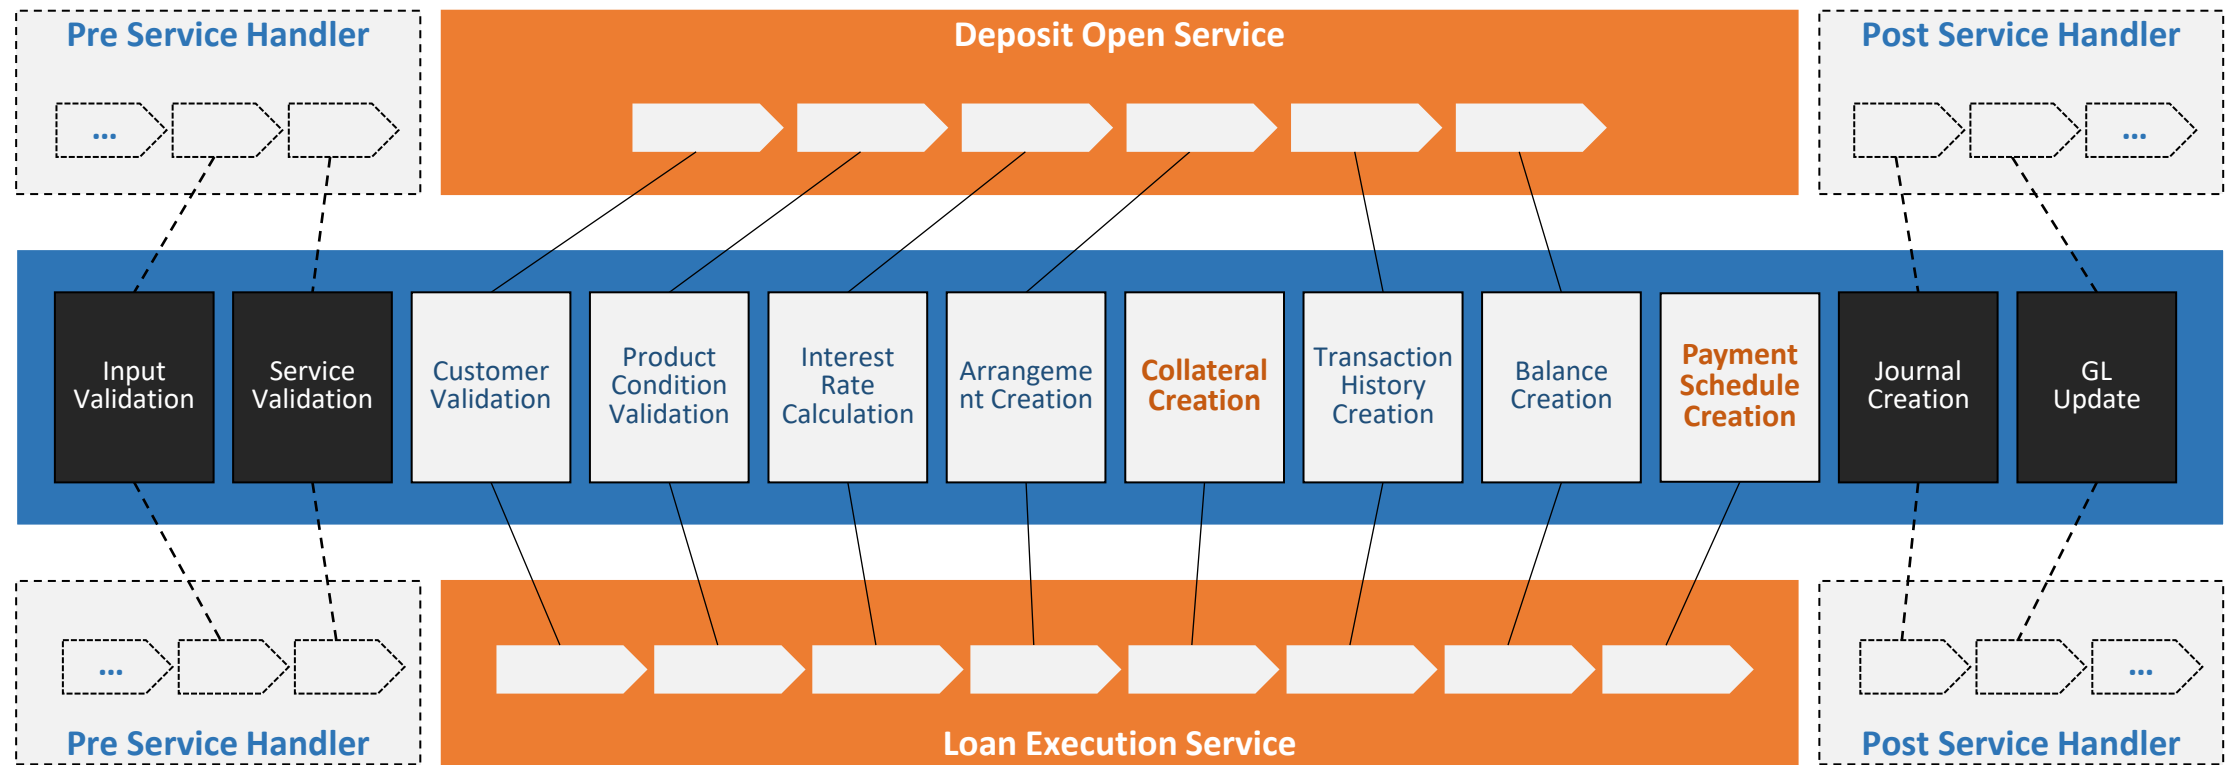 Pre Service Handler
Deposit Open Service
Post Service Handler
...
...
Input
Validation
Service
Validation
Customer
Validation
Product
Condition
Validation
Interest
Rate
Calculation
Arrangeme
nt Creation
Collateral
Creation
Transaction
History
Creation
Balance
Creation
Payment
Schedule
Creation
Journal
Creation
GL
Update
...
...
Pre Service Handler
Loan Execution Service
Post Service Handler